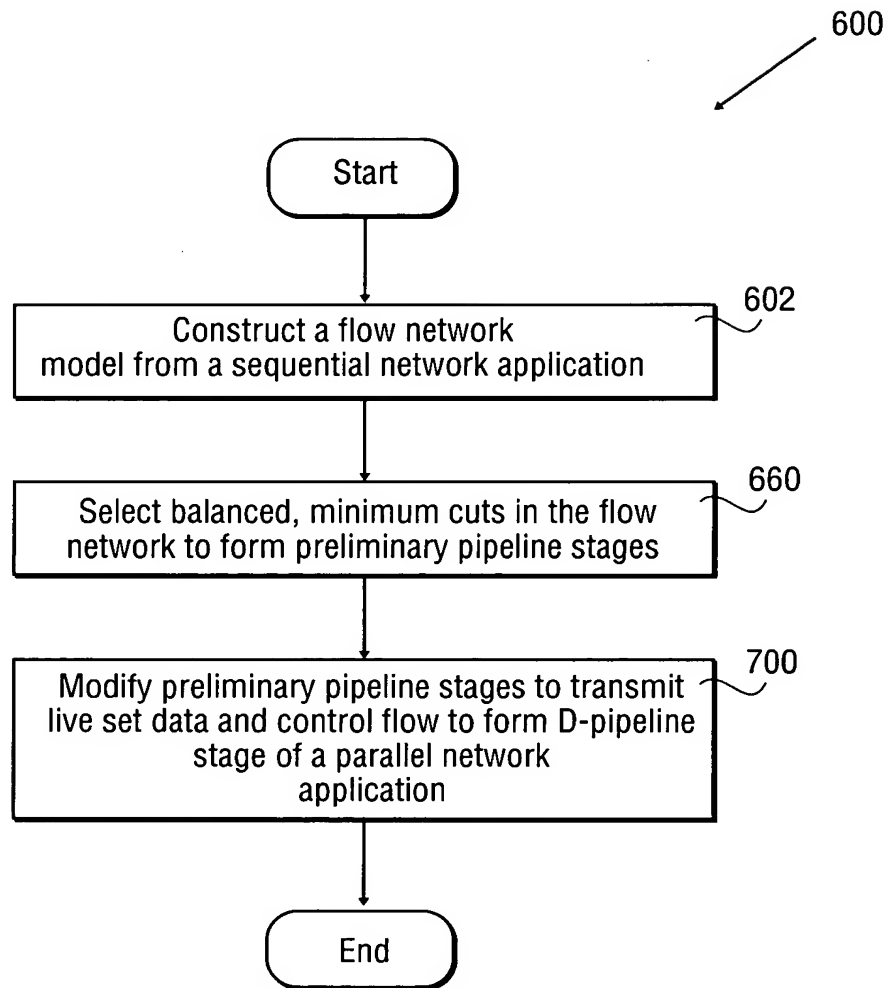 600
Start
602
Construct a flow network
model from a sequential network application
660
Select balanced, minimum cuts in the flow
network to form preliminary pipeline stages
700
Modify preliminary pipeline stages to transmit
live set data and control flow to form D-pipeline
stage of a parallel network
application
End